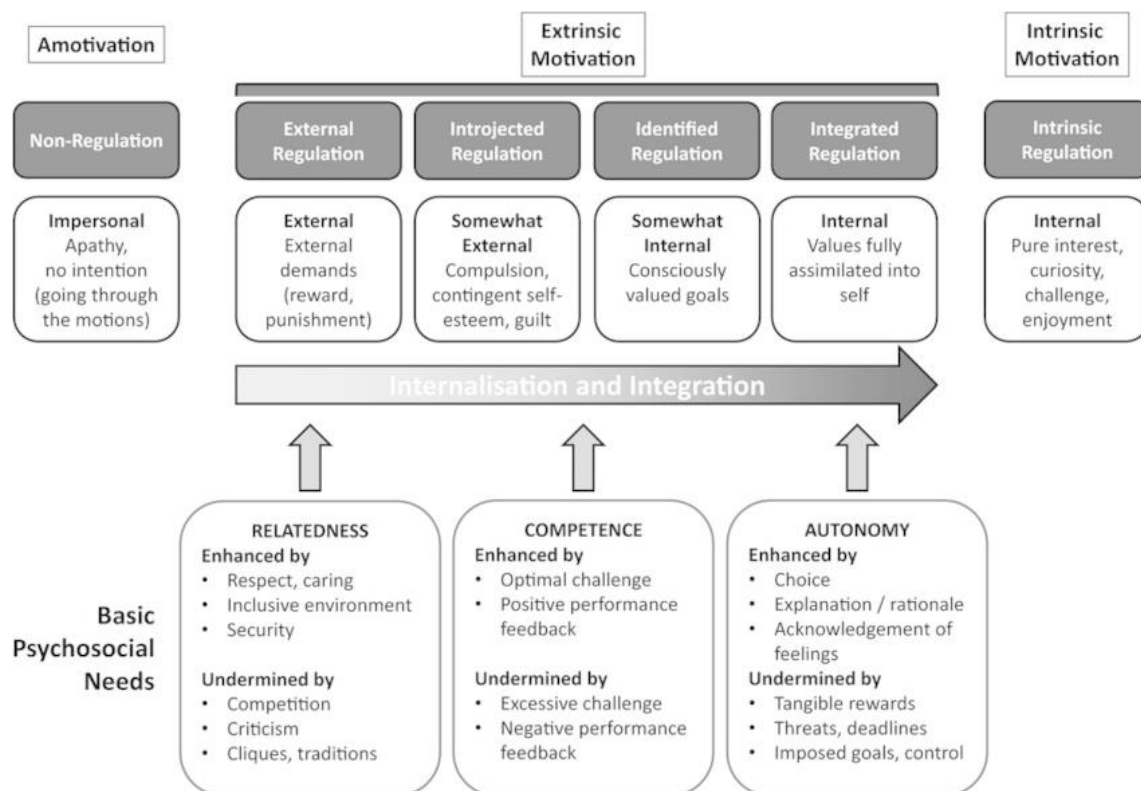 Amotivation
Extrinsic
Motivation
Intrinsic
Motivation
Non-Regulation
External
Regulation
Introjected
Regulation
Identified
Regulation
Integrated
Regulation
Intrinsic
Regulation
Impersonal
Apathy,
no intention
(going through
the motions)
External
External
demands
(reward,
punishment)
Somewhat
External
Compulsion,
contingent self-
esteem, guilt
Somewhat
Internal
Consciously
valued goals
Internal
Values fully
assimilated into
self
Internal
Pure interest,
curiosity,
challenge,
enjoyment
Internalisation and Integration
Basic
Psychosocial
Needs
RELATEDNESS
Enhanced by
• Respect, caring
• Inclusive environment
• Security
Undermined by
• Competition
• Criticism
• Cliques, traditions
COMPETENCE
Enhanced by
• Optimal challenge
• Positive performance
feedback
Undermined by
• Excessive challenge
• Negative performance
feedback
AUTONOMY
Enhanced by
• Choice
• Explanation / rationale
• Acknowledgement of
feelings
Undermined by
• Tangible rewards
• Threats, deadlines
• Imposed goals, control